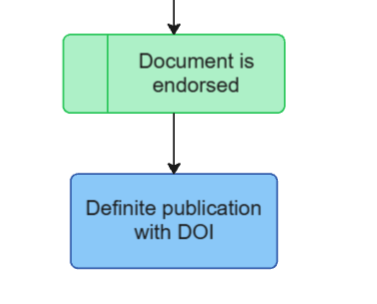 Document is
endorsed
Definite publication
with DOI